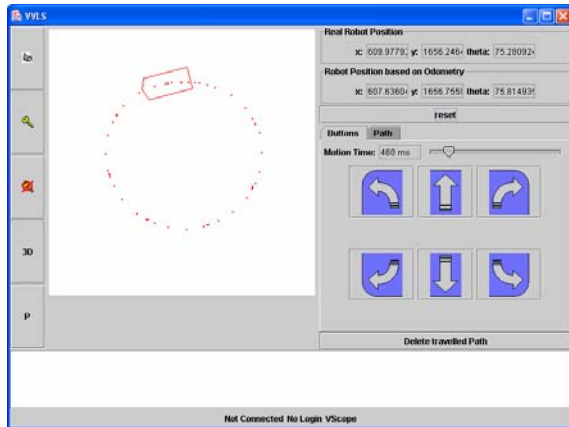 VVLS
Real Robot Position
x: 609.9779 y: 1656.246 theta: 75.28092
Robot Position based on Odometry
x: 607.6360 y: 1656.755 theta: 75.81493
reset
Buttons Path
Motion Time: 460 ms
3D
P
Delete travelled Path
Not Connected No Login VScope